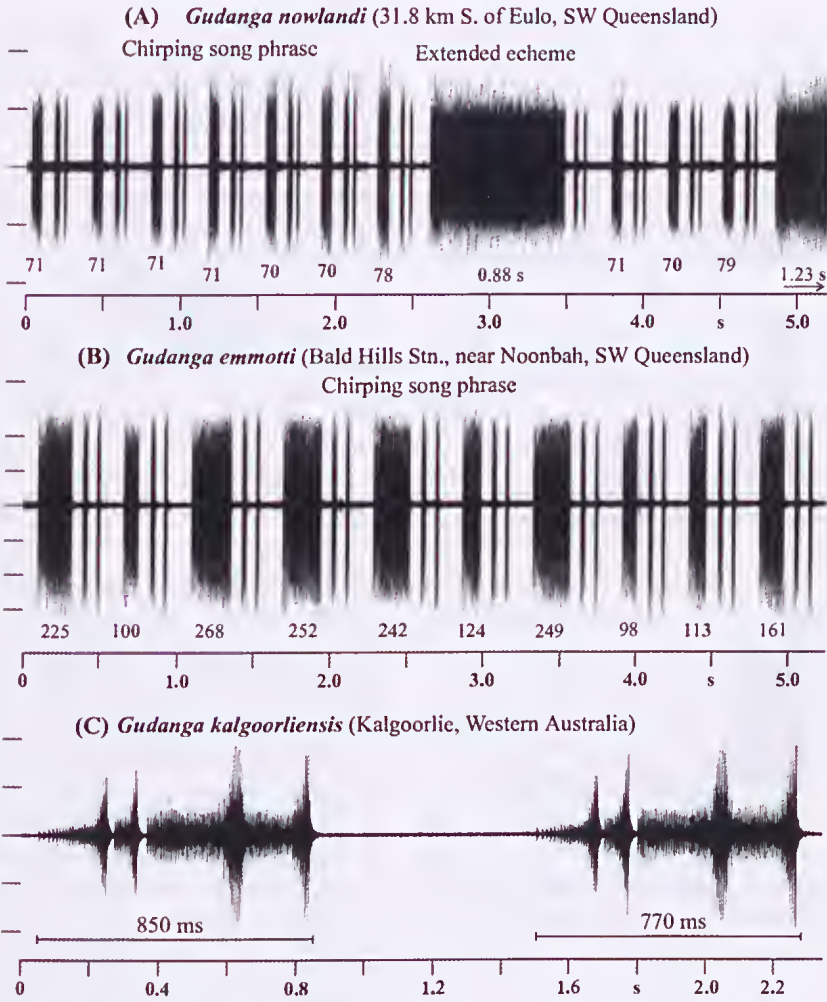 (A) Gudanga nowlandi (31.8 km S. of Eulo, SW Queensland)
Chirping song phrase Extended echeme
71 71 71 71 70 70 78 0.88 s 71 70 79 1.23 s
0 1.0 2.0 3.0 4.0 s 5.0
(B) Gudanga emmotti (Bald Hills Stn., near Noonbah, SW Queensland)
Chirping song phrase
225 100 268 252 242 124 249 98 113 161
0 1.0 2.0 3.0 4.0 s 5.0
(C) Gudanga kalgoorliensis (Kalgoorlie, Western Australia)
850 ms 770 ms
0 0.4 0.8 1.2 1.6 s 2.0 2.2